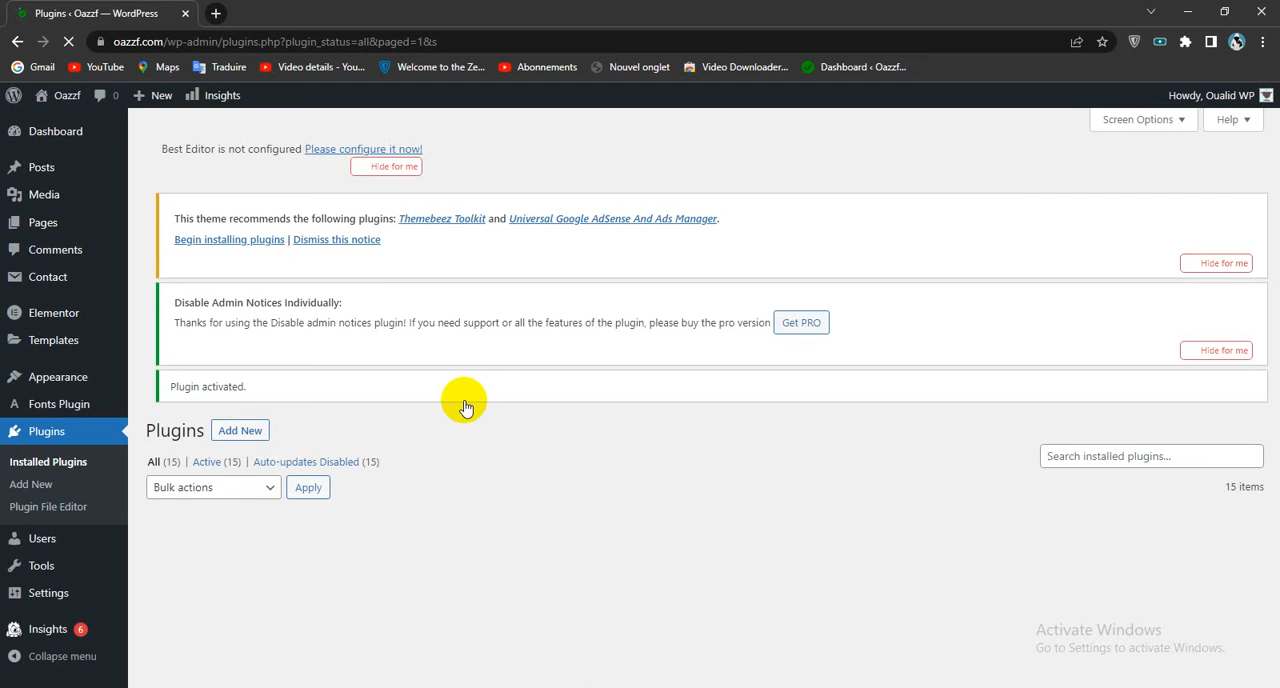 Plugins ‹ Oazzf — WordPress
oazzf.com/wp-admin/plugins.php?plugin_status=all&paged=1&s
Gmail YouTube Maps Traduire Video details - You... Welcome to the Ze... Abonnements Nouvel onglet Video Downloader... Dashboard ‹ Oazzf...
Oazzf 0 New Insights Howdy, Oualid WP
Screen Options Help
Dashboard
Posts
Media
Pages
Comments
Contact
Elementor
Templates
Appearance
Fonts Plugin
Plugins
Installed Plugins
Add New
Plugin File Editor
Users
Tools
Settings
Insights 6
Collapse menu
Best Editor is not configured Please configure it now!
Hide for me
This theme recommends the following plugins: Themebeez Toolkit and Universal Google AdSense And Ads Manager.
Begin installing plugins | Dismiss this notice
Hide for me
Disable Admin Notices Individually:
Thanks for using the Disable admin notices plugin! If you need support or all the features of the plugin, please buy the pro version Get PRO
Hide for me
Plugin activated.
Plugins Add New
All (15) | Active (15) | Auto-updates Disabled (15)
Search installed plugins...
Bulk actions Apply
15 items
Activate Windows
Go to Settings to activate Windows.